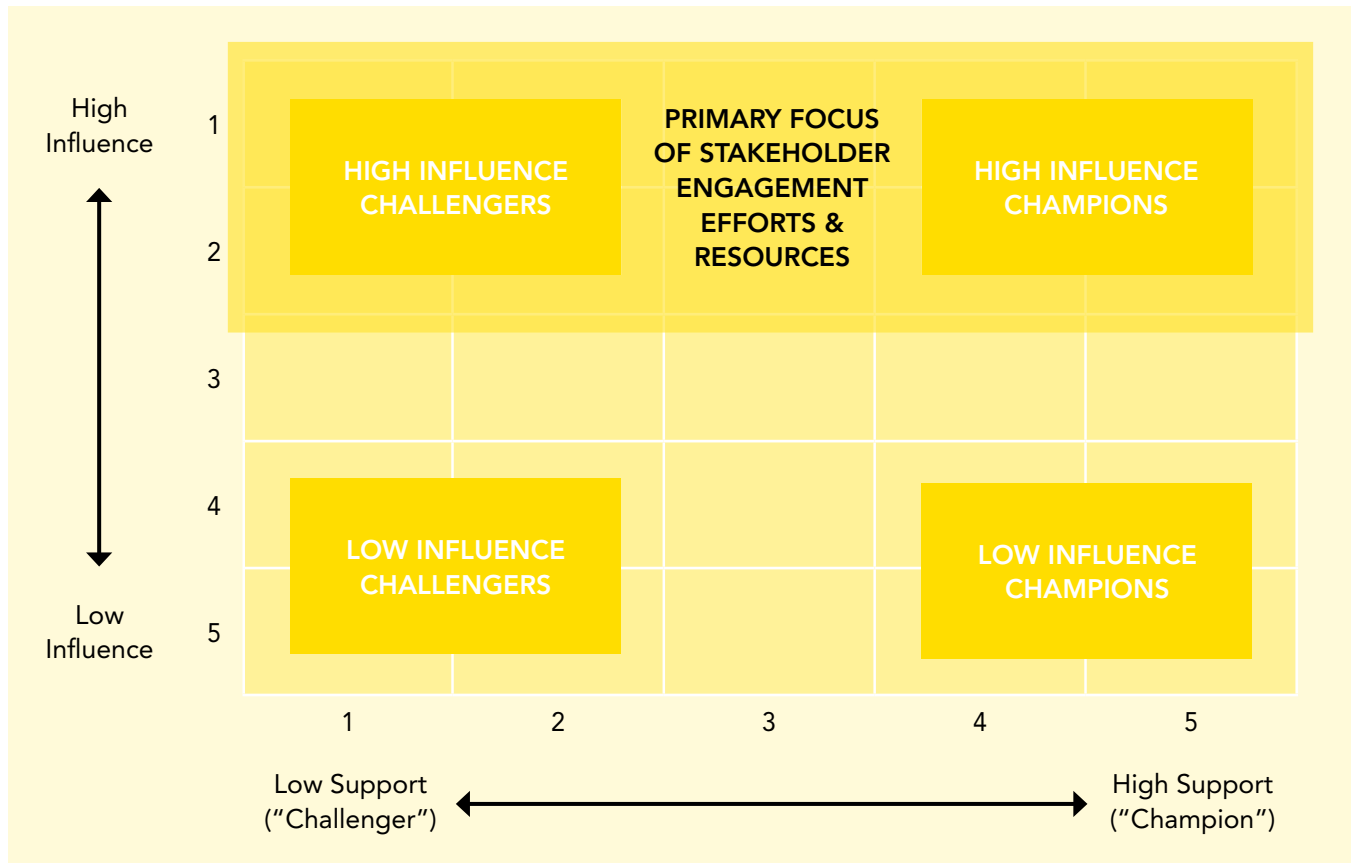 High
Influence
1
2
3
4
5
Low
Influence
HIGH INFLUENCE
CHALLENGERS
PRIMARY FOCUS
OF STAKEHOLDER
ENGAGEMENT
EFFORTS &
RESOURCES
HIGH INFLUENCE
CHAMPIONS
LOW INFLUENCE
CHALLENGERS
LOW INFLUENCE
CHAMPIONS
1
2
3
4
5
Low Support
(“Challenger”)
High Support
(“Champion”)